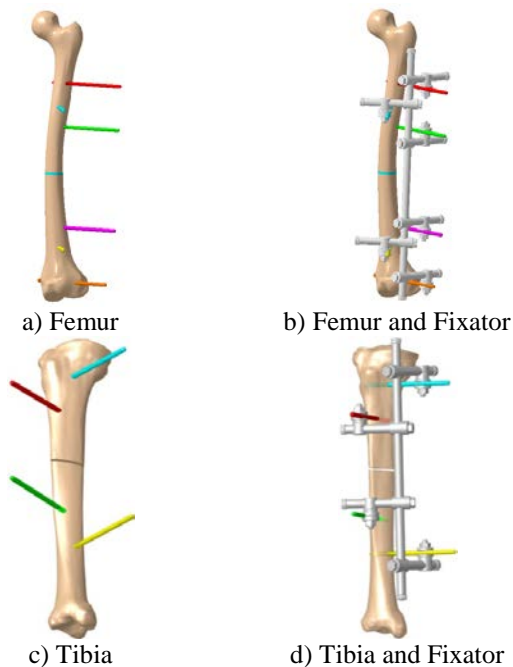 a) Femur
b) Femur and Fixator
c) Tibia
d) Tibia and Fixator